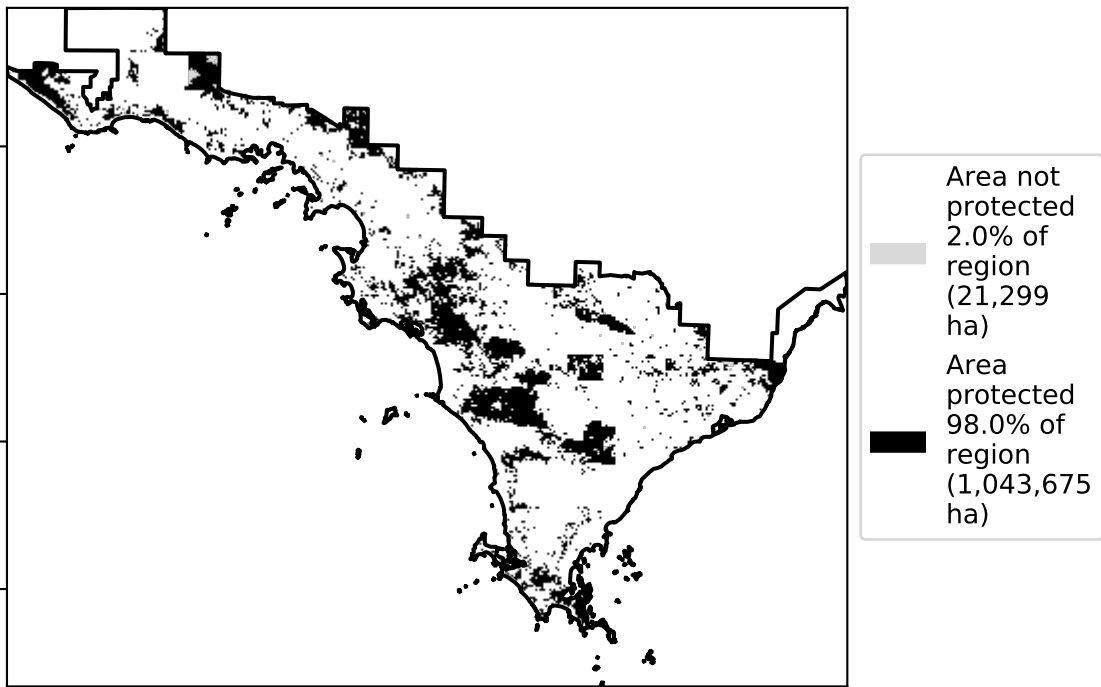 Area not
protected
2.0% of
region
(21,299
ha)
Area
protected
98.0% of
region
(1,043,675
ha)